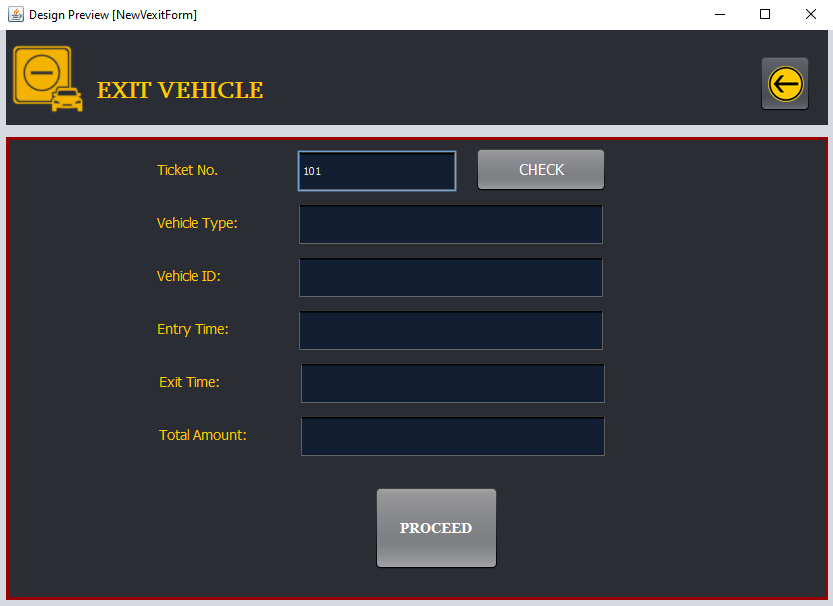 Design Preview [NewVexitForm]
EXIT VEHICLE
Ticket No. 101 CHECK
Vehicle Type:
Vehicle ID:
Entry Time:
Exit Time:
Total Amount:
PROCEED